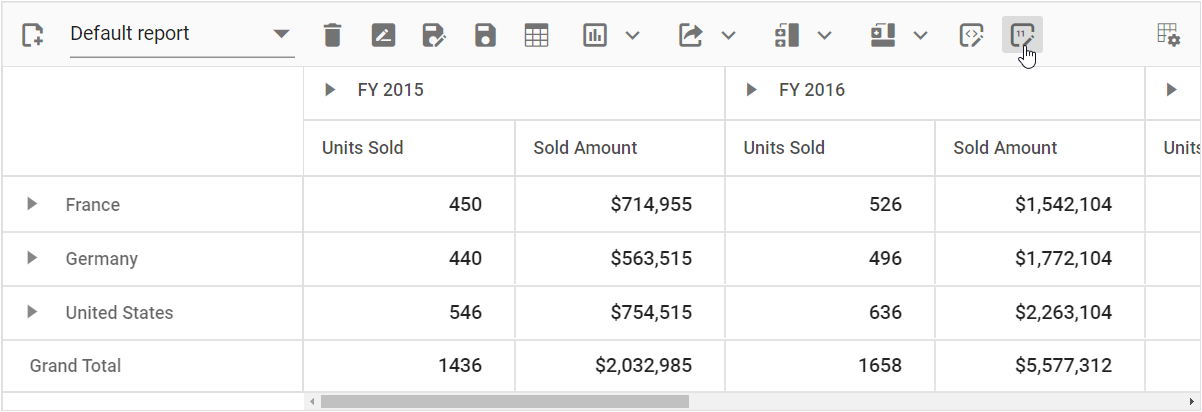 Default report
FY 2015 FY 2016
Units Sold Sold Amount Units Sold Sold Amount Units
France 450 $714,955 526 $1,542,104
Germany 440 $563,515 496 $1,772,104
United States 546 $754,515 636 $2,263,104
Grand Total 1436 $2,032,985 1658 $5,577,312